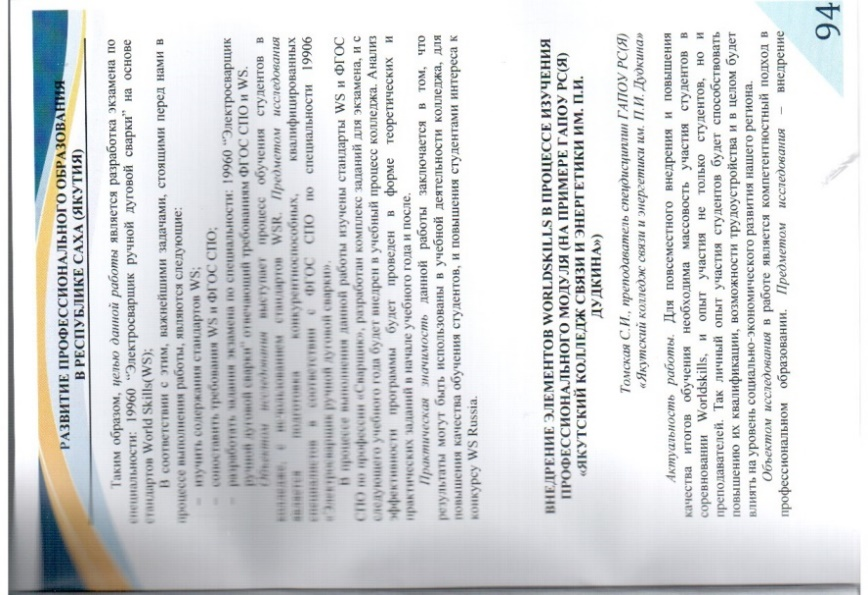 РАЗВИТИЕ ПРОФЕССИОНАЛЬНОГО ОБРАЗОВАНИЯ
В РЕСПУБЛИКЕ САХА (ЯКУТИЯ)
Таким образом, целью данной работы является разработка экзамена по
специальности: 19960 “Электросварщик ручной дуговой сварки” на основе
стандартов World Skills(WS);
В соответствии с этим, важнейшими задачами, стоящими перед нами в
процессе выполнения работы, являются следующие:
– изучить содержания стандартов WS;
– сопоставить требования WS и ФГОС СПО;
– разработать задания экзамена по специальности: 19960 “Электросварщик
ручной дуговой сварки” отвечающий требованиям ФГОС СПО и WS.
Объектом исследования выступает процесс обучения студентов в
колледже, с использованием стандартов WSR. Предметом исследования
является подготовка конкурентноспособных, квалифицированных
специалистов в соответствии с ФГОС СПО по специальности 19906
«Электросварщик ручной дуговой сварки».
В процессе выполнения данной работы изучены стандарты WS и ФГОС
СПО по профессии «Сварщик», разработан комплекс заданий для экзамена, и с
следующего учебного года будет внедрен в учебный процесс колледжа. Анализ
эффективности программы будет проведен в форме теоретических и
практических заданий в начале учебного года и после.
Практическая значимость данной работы заключается в том, что
результаты могут быть использованы в учебной деятельности колледжа, для
повышения качества обучения студентов, и повышения студентами интереса к
конкурсу WS Russia.
ВНЕДРЕНИЕ ЭЛЕМЕНТОВ WORLDSKILLS В ПРОЦЕССЕ ИЗУЧЕНИЯ
ПРОФЕССИОНАЛЬНОГО МОДУЛЯ (НА ПРИМЕРЕ ГАПОУ РС(Я)
«ЯКУТСКИЙ КОЛЛЕДЖ СВЯЗИ И ЭНЕРГЕТИКИ ИМ. П.И.
ДУДКИНА»)
Томская С.И., преподаватель спецдисциплин ГАПОУ РС(Я)
«Якутский колледж связи и энергетики им. П.И. Дудкина»
Актуальность работы. Для повсеместного внедрения и повышения
качества итогов обучения необходима массовость участия студентов в
соревновании Worldskills, и опыт участия не только студентов, но и
преподавателей. Так личный опыт участия студентов будет способствовать
повышению их квалификации, возможности трудоустройства и в целом будет
влиять на уровень социально-экономического развития нашего региона.
Объектом исследования в работе является компетентностный подход в
профессиональном образовании. Предметом исследования – внедрение
94